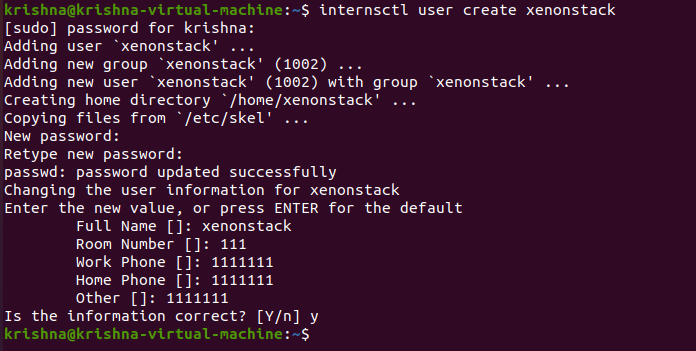 krishna@krishna-virtual-machine:~$ internsctl user create xenonstack
[sudo] password for krishna:
Adding user `xenonstack' ...
Adding new group `xenonstack' (1002) ...
Adding new user `xenonstack' (1002) with group `xenonstack' ...
Creating home directory `/home/xenonstack' ...
Copying files from `/etc/skel' ...
New password:
Retype new password:
passwd: password updated successfully
Changing the user information for xenonstack
Enter the new value, or press ENTER for the default
        Full Name []: xenonstack
        Room Number []: 111
        Work Phone []: 1111111
        Home Phone []: 1111111
        Other []: 1111111
Is the information correct? [Y/n] y
krishna@krishna-virtual-machine:~$